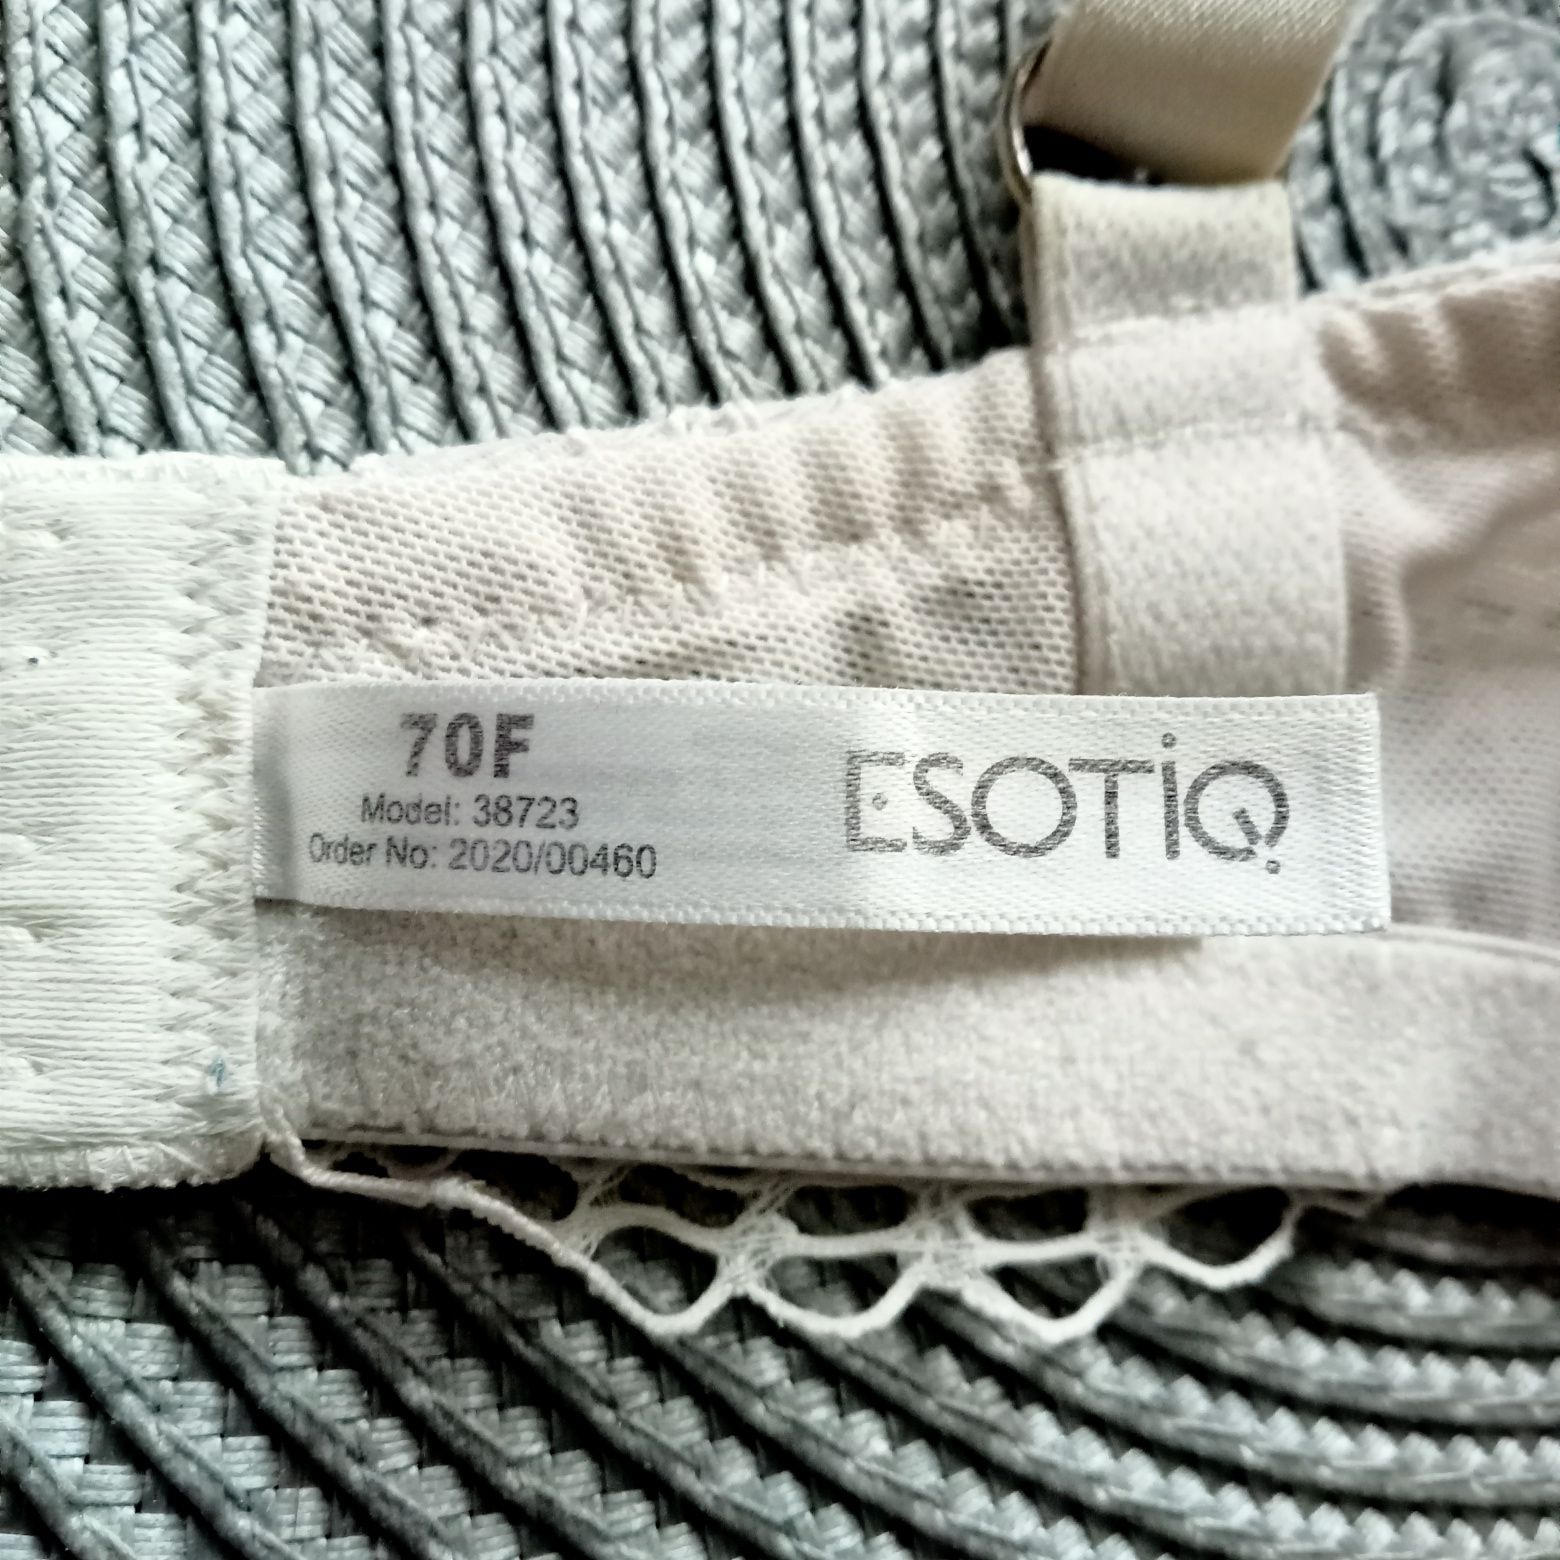 70F
Model: 38723
Order No: 2020/00460
ESOTiQ